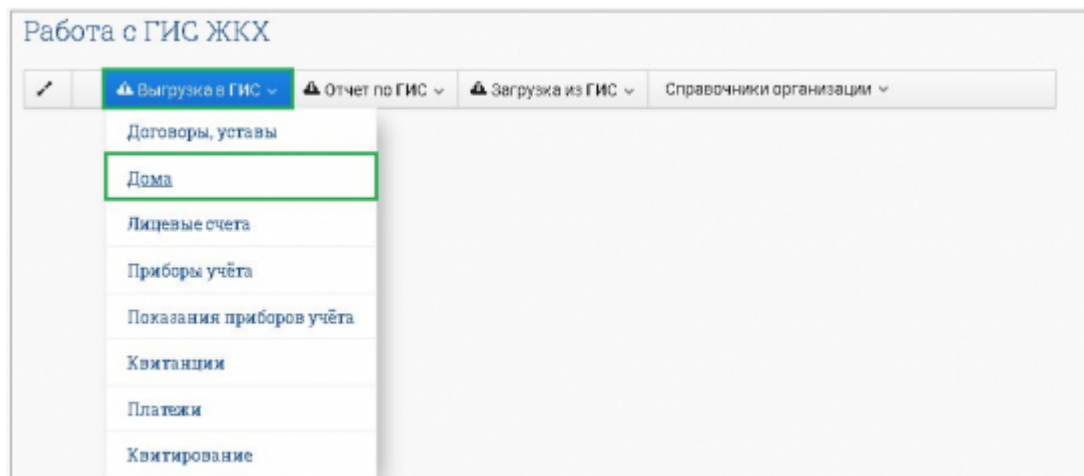 Работа с ГИС ЖКХ
Выгрузка в ГИС Отчет по ГИС Загрузка из ГИС Справочники организации
Договоры, уставы
Дома
Лицевые счета
Приборы учёта
Показания приборов учёта
Квитанции
Платежи
Квитирование